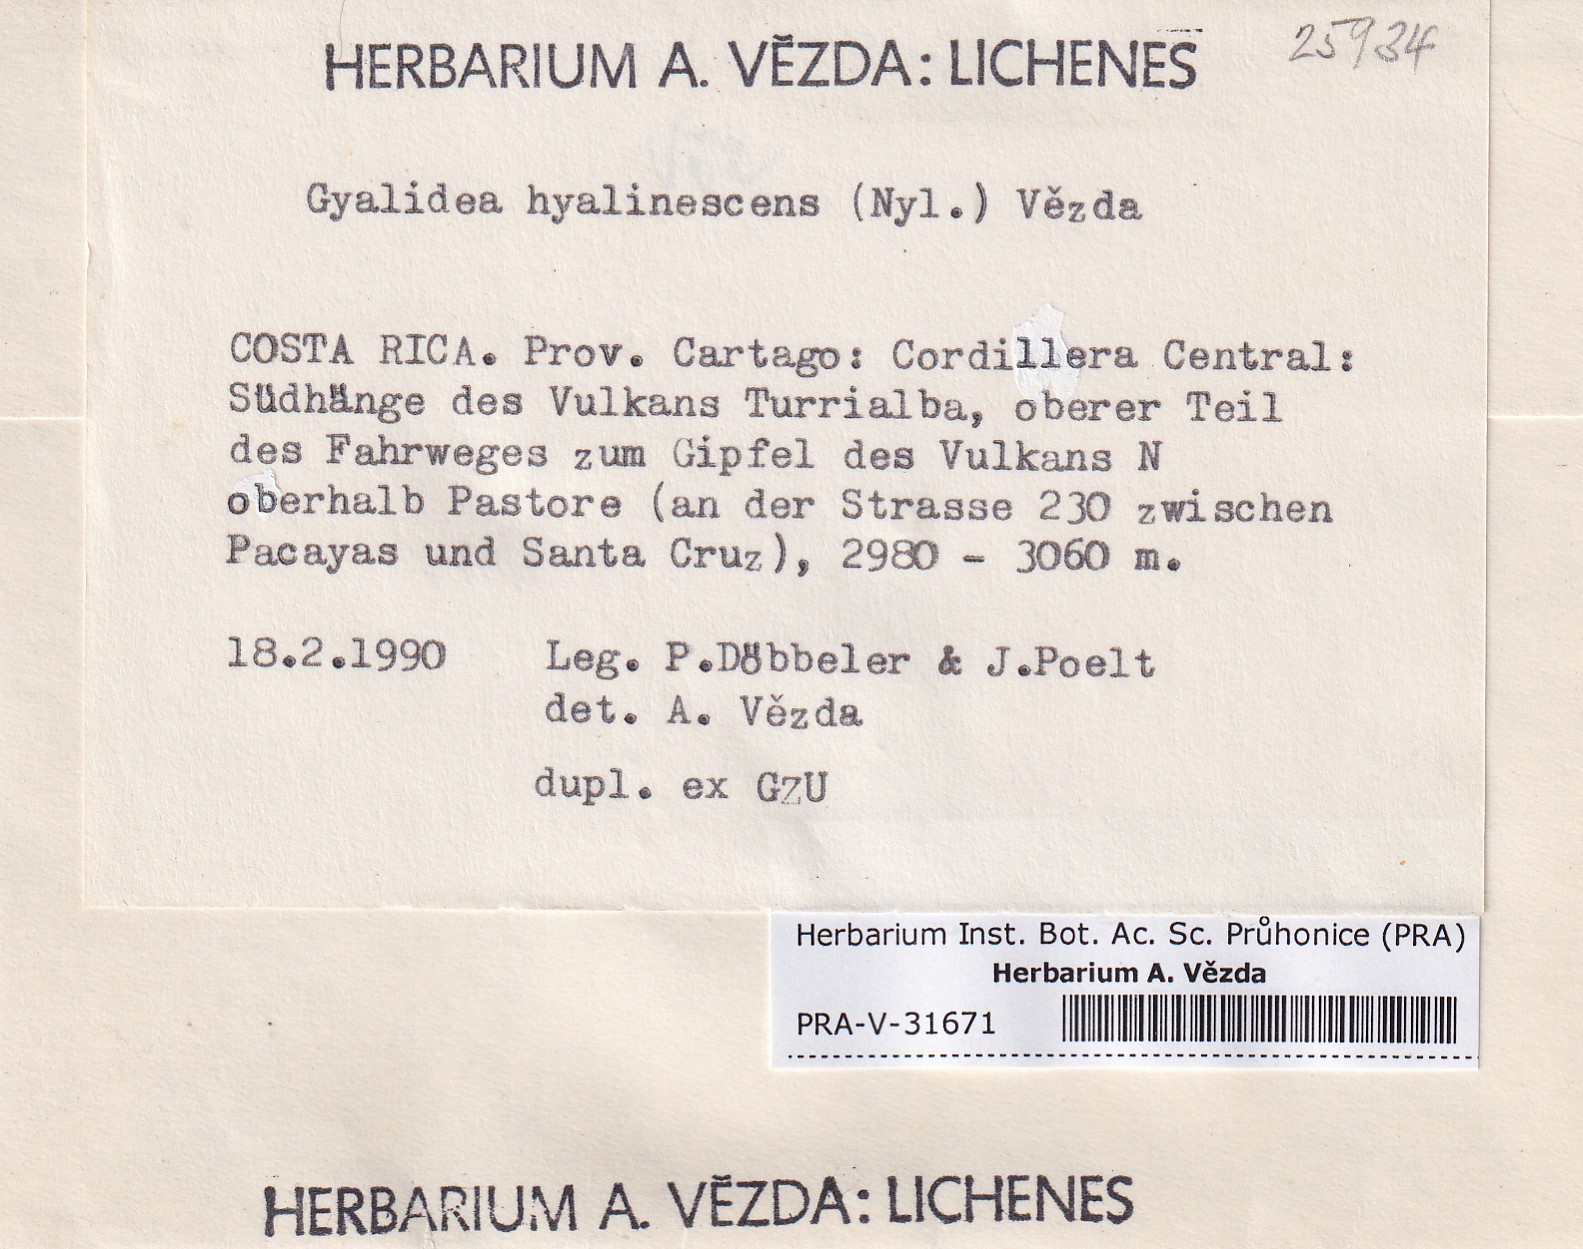 25934
HERBARIUM A. VĚZDA: LICHENES
Gyalidea hyalinescens (Nyl.) Vězda
COSTA RICA. Prov. Cartago: Cordillera Central:
Südhänge des Vulkans Turrialba, oberer Teil
des Fahrweges zum Gipfel des Vulkans N
oberhalb Pastore (an der Strasse 230 zwischen
Pacayas und Santa Cruz), 2980 - 3060 m.
18.2.1990 Leg. P.Döbbeler & J.Poelt
det. A. Vězda
dupl. ex GZU
Herbarium Inst. Bot. Ac. Sc. Průhonice (PRA)
Herbarium A. Vězda
PRA-V-31671
HERBARIUM A. VĚZDA: LICHENES